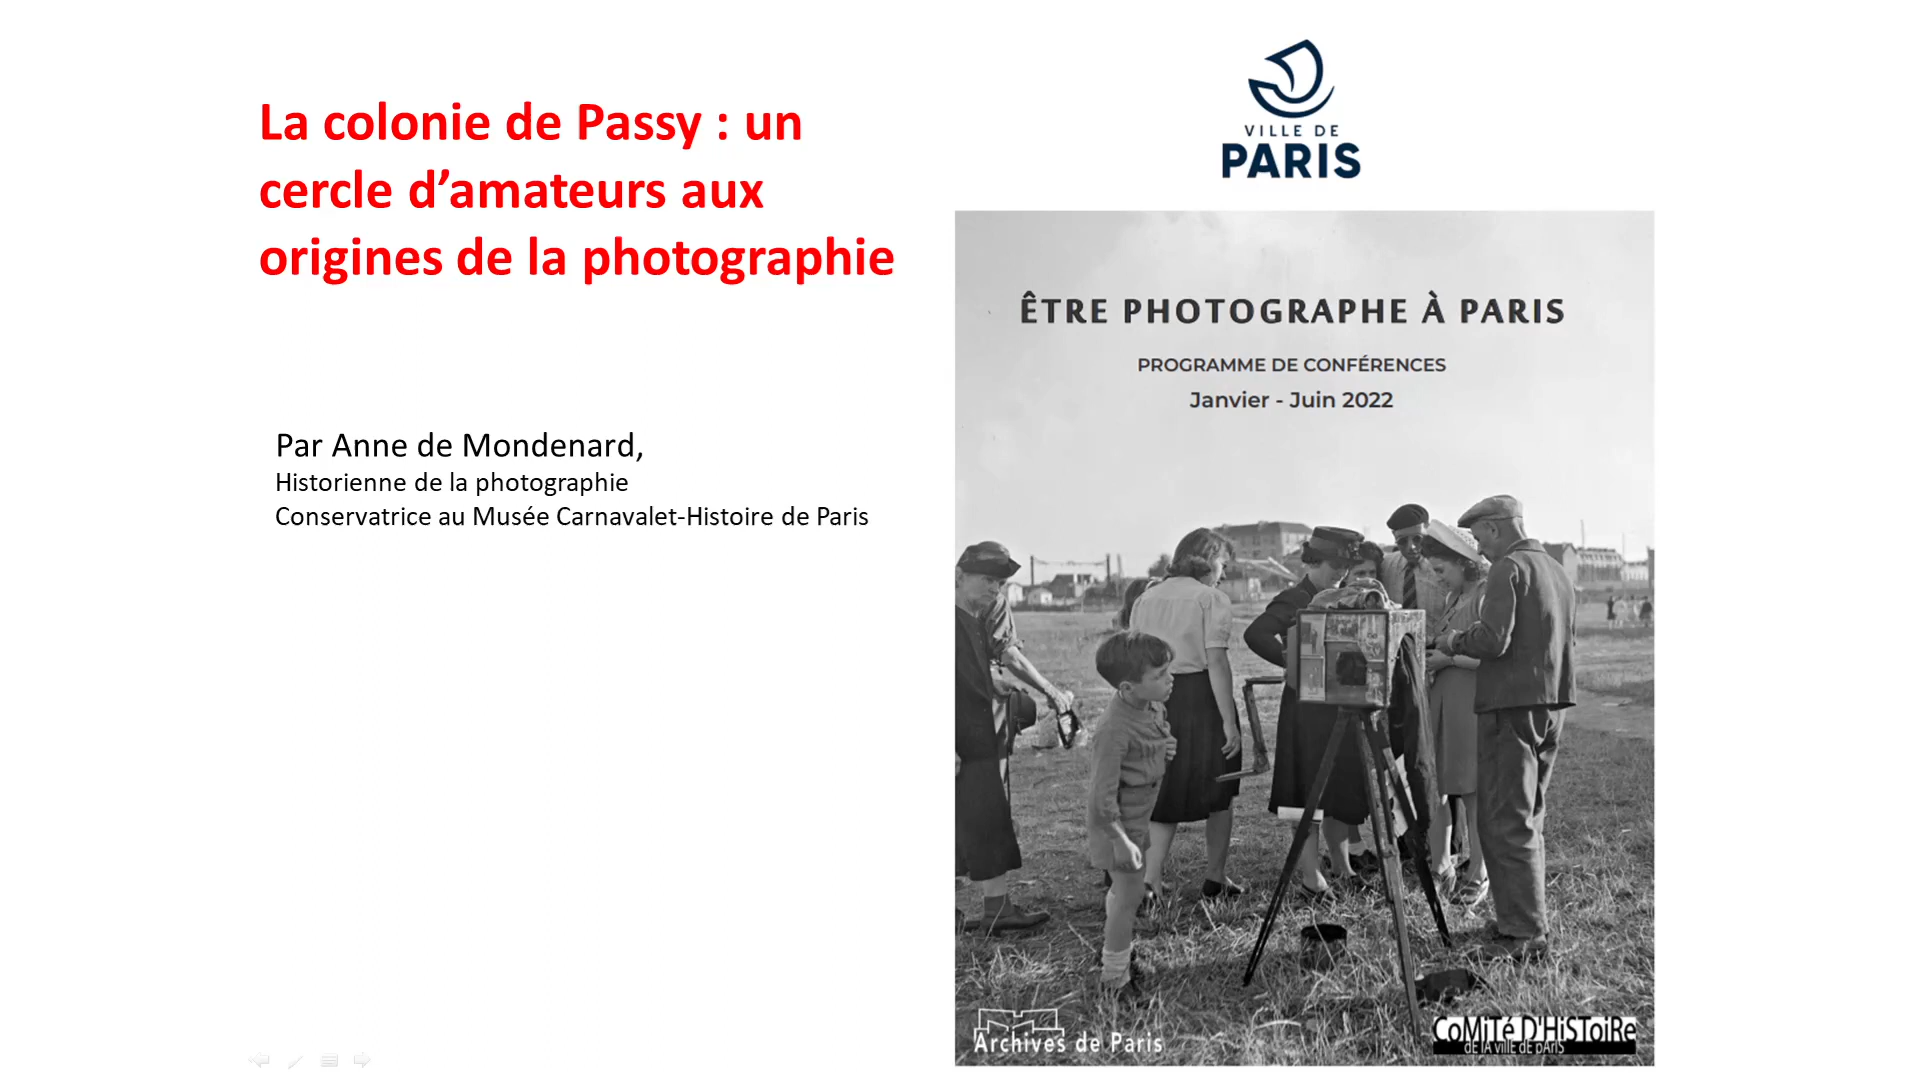 La colonie de Passy : un
cercle d’amateurs aux
origines de la photographie
Par Anne de Mondenard,
Historienne de la photographie
Conservatrice au Musée Carnavalet-Histoire de Paris
VILLE DE
PARIS
ÊTRE PHOTOGRAPHE À PARIS
PROGRAMME DE CONFÉRENCES
Janvier - Juin 2022
Archives de Paris
CoMiTé D'HiSToiRe
de lA ville de pAris